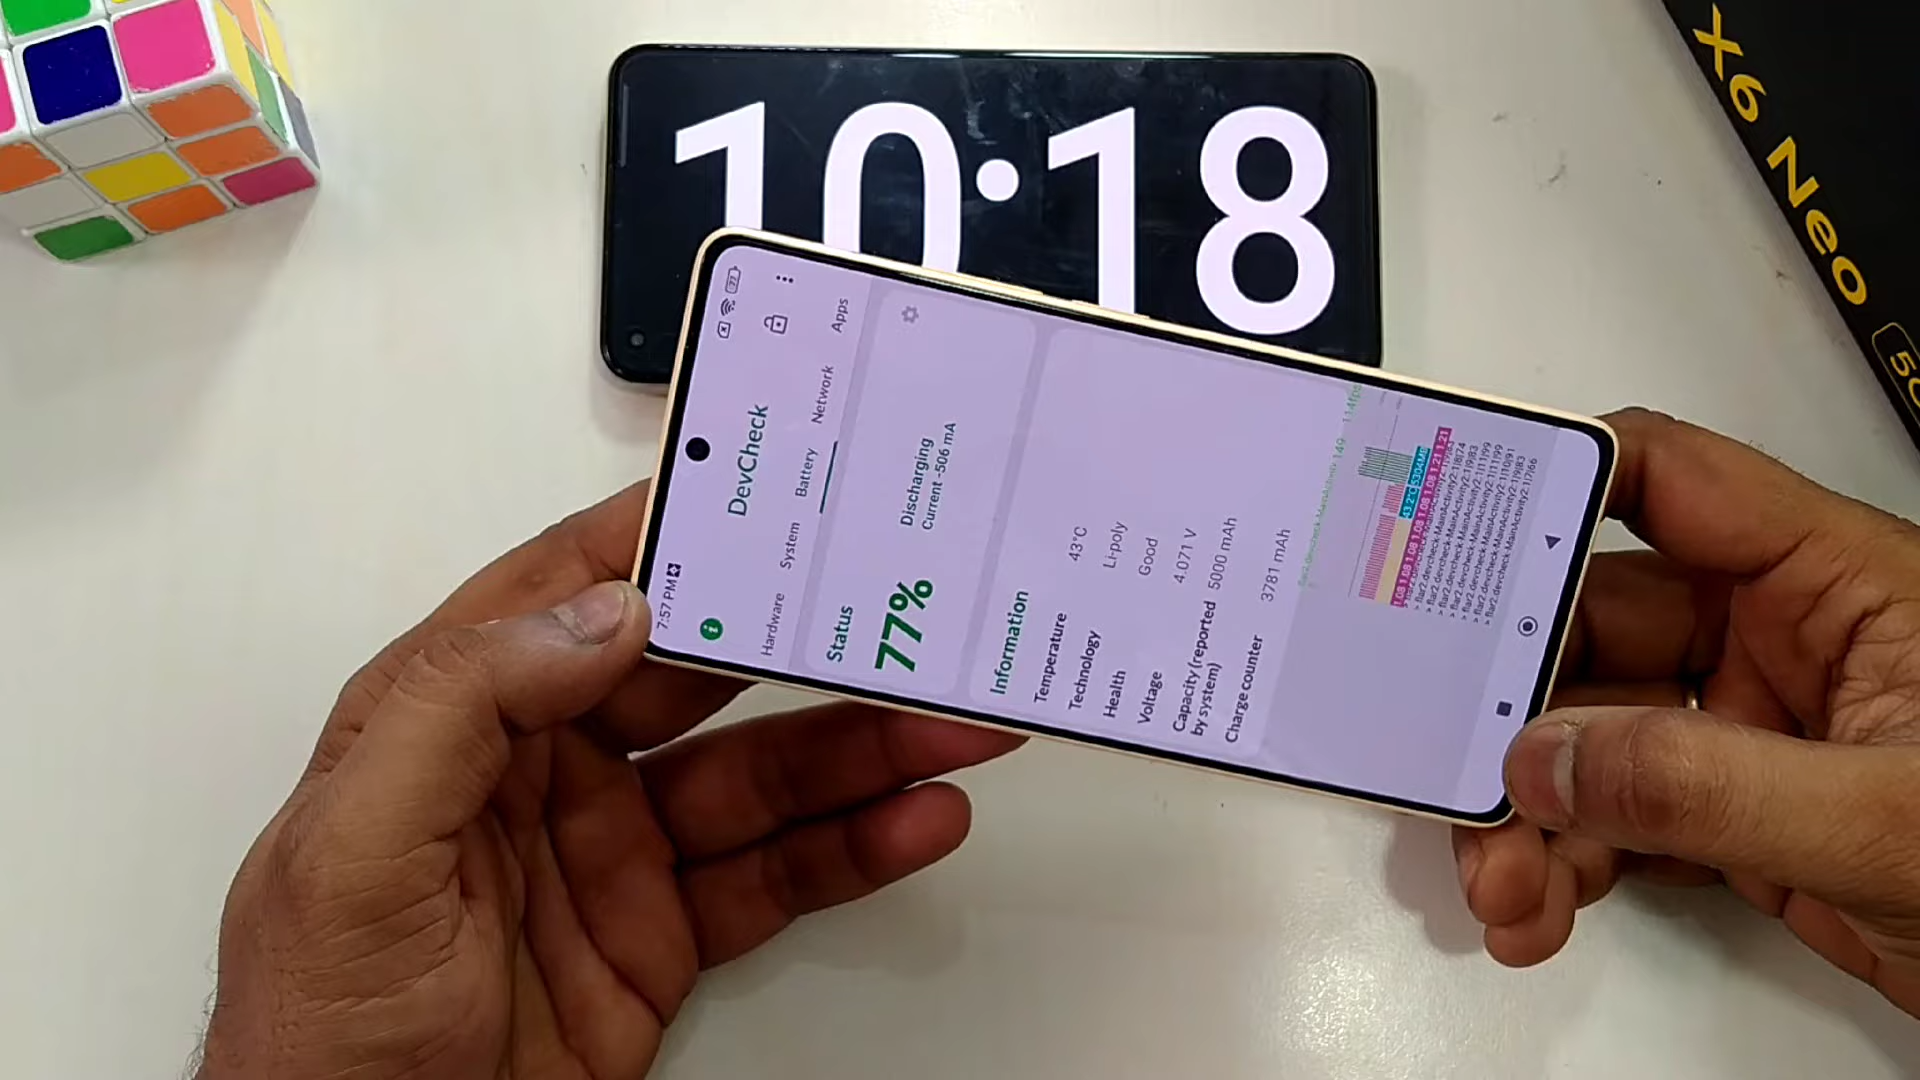 10:18
X6 Neo
5G
7:57 PM
77
DevCheck
Hardware System Battery Network Apps
Status
77%
Discharging
Current -506 mA
Information
Temperature 43°C
Technology Li-poly
Health Good
Voltage 4.071 V
Capacity (reported by system) 5000 mAh
Charge counter 3781 mAh